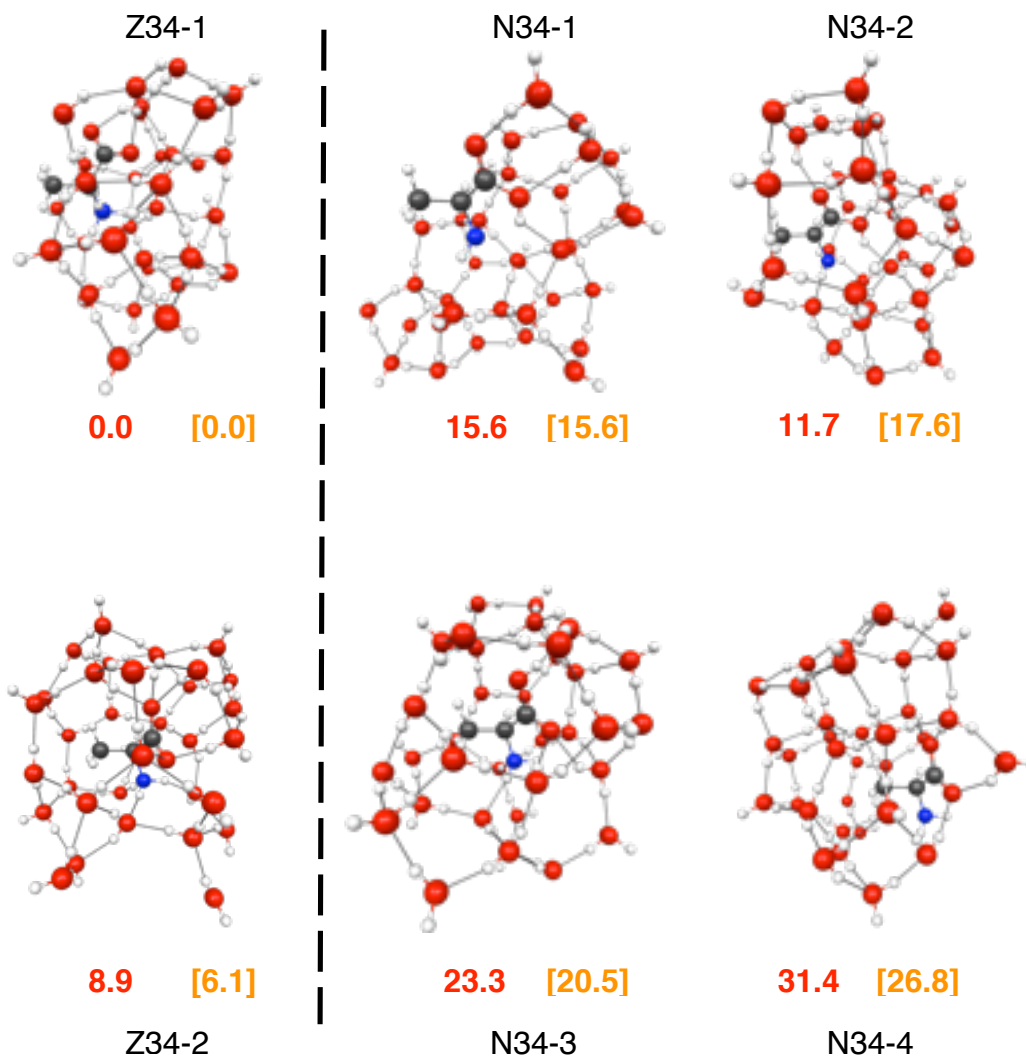 Z34-1 N34-1 N34-2
0.0 [0.0] 15.6 [15.6] 11.7 [17.6]
8.9 [6.1] 23.3 [20.5] 31.4 [26.8]
Z34-2 N34-3 N34-4